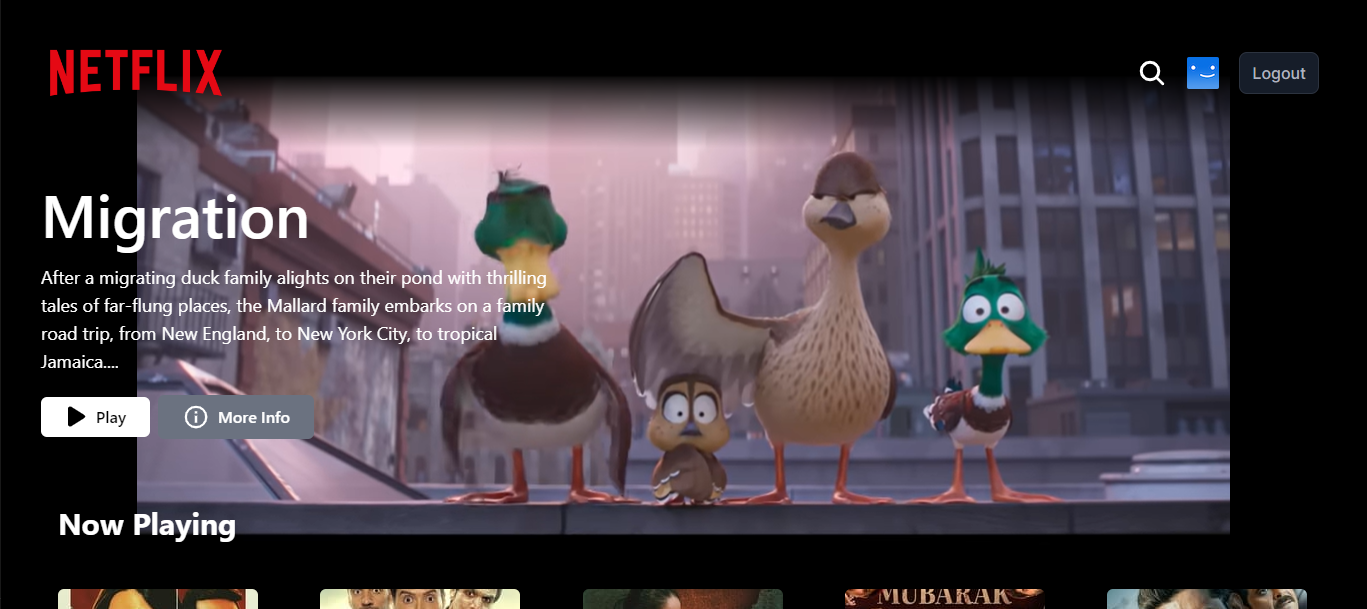 NETFLIX
Logout
Migration
After a migrating duck family alights on their pond with thrilling
tales of far-flung places, the Mallard family embarks on a family
road trip, from New England, to New York City, to tropical
Jamaica....
Play
More Info
Now Playing
MUBARAK